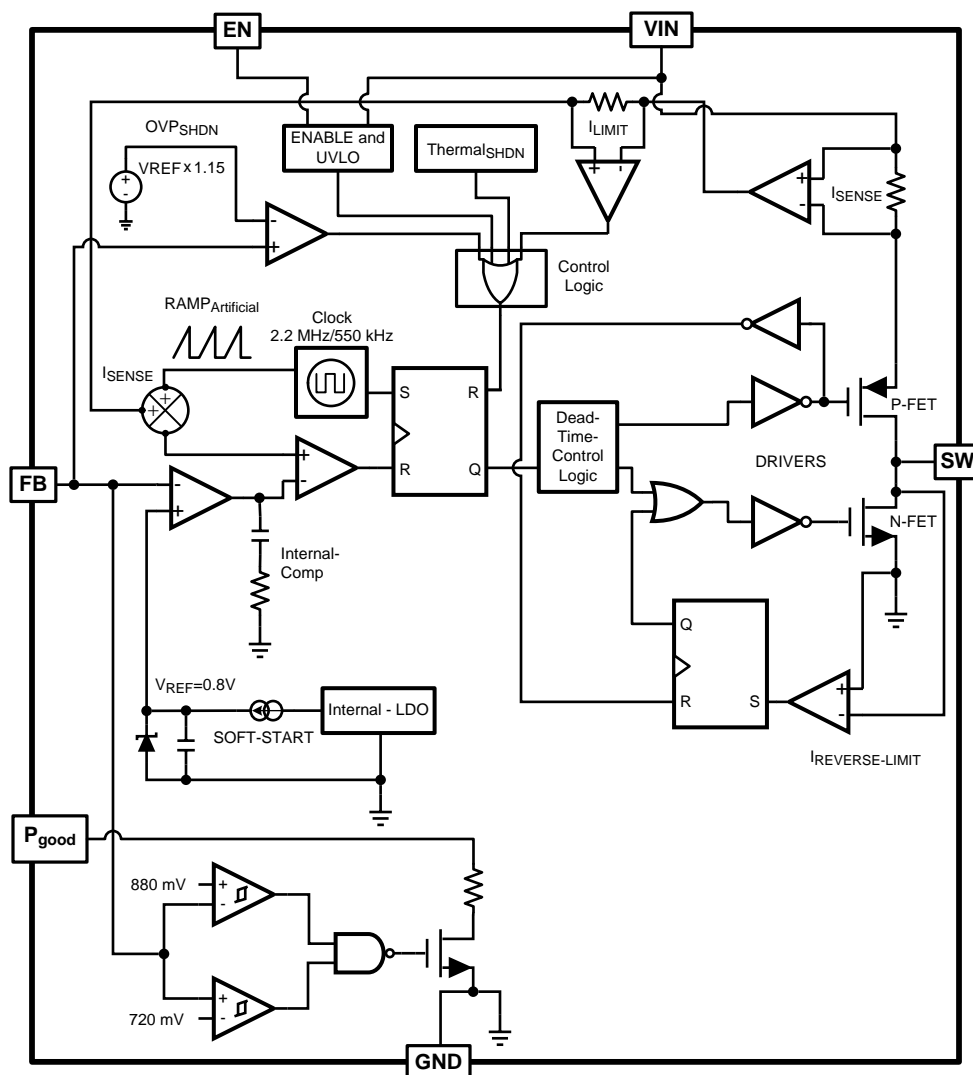 EN
VIN
OVPSHDN
VREF x 1.15
+
-
ENABLE and
UVLO
ThermalSHDN
ILIMIT
+
-
+
-
ISENSE
-
+
Control
Logic
RAMPArtificial
Clock
2.2 MHz/550 kHz
ISENSE
+
+
+
S
R
R
Q
P-FET
Dead-
Time-
Control
Logic
DRIVERS
SW
FB
-
+
+
-
N-FET
Internal-
Comp
Q
R
S
+
-
IREVERSE-LIMIT
VREF=0.8V
Internal - LDO
SOFT-START
Pgood
880 mV
+
-
+
-
720 mV
GND